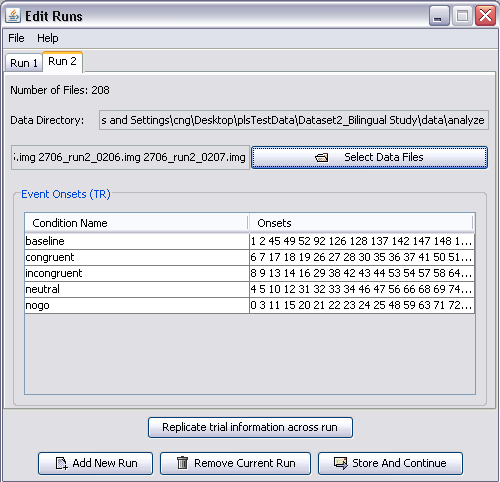 Edit Runs
File Help
Run 1 Run 2
Number of Files: 208
Data Directory: s and Settings\cng\Desktop\plsTestData\Dataset2_Bilingual Study\data\analyze
.img 2706_run2_0206.img 2706_run2_0207.img Select Data Files
Event Onsets (TR)
Condition Name Onsets
baseline 1 2 45 49 52 92 126 128 137 142 147 148 1...
congruent 6 7 17 18 19 26 27 28 30 35 36 37 41 50 51...
incongruent 8 9 13 14 16 29 38 42 43 44 53 54 57 58 64...
neutral 4 5 10 12 31 32 33 34 46 47 56 66 68 69 74...
nogo 0 3 11 15 20 21 22 23 24 25 48 59 63 71 72...
Replicate trial information across run
Add New Run Remove Current Run Store And Continue